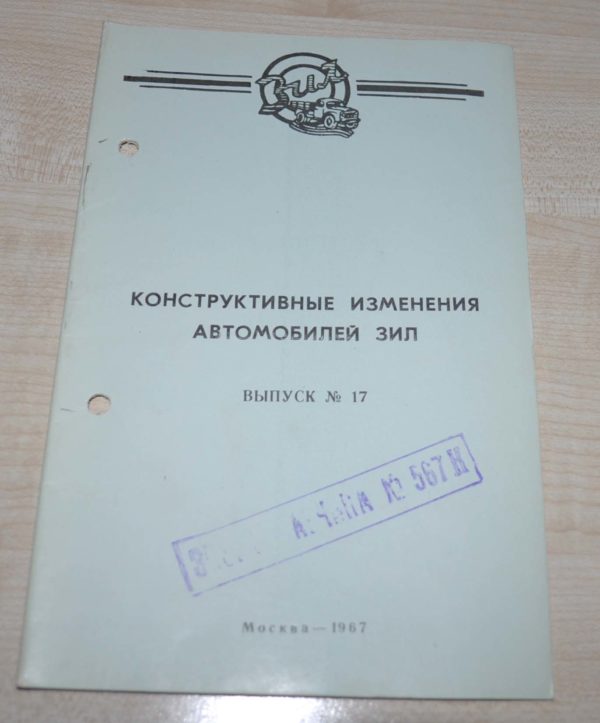 КОНСТРУКТИВНЫЕ ИЗМЕНЕНИЯ
АВТОМОБИЛЕЙ ЗИЛ
ВЫПУСК № 17
№ 567Н
Москва — 1967